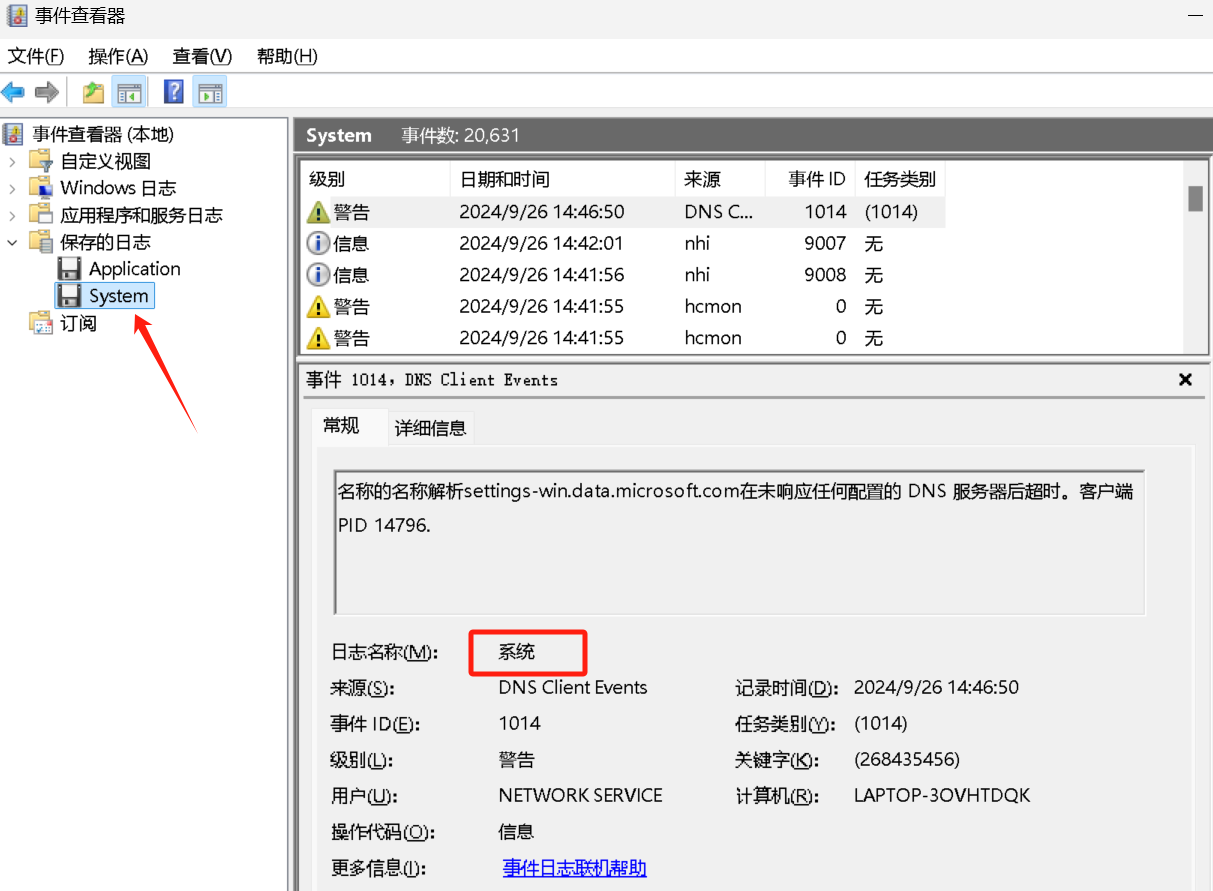 事件查看器
文件(F) 操作(A) 查看(V) 帮助(H)
事件查看器 (本地)
自定义视图
Windows 日志
应用程序和服务日志
保存的日志
Application
System
订阅
System 事件数: 20,631
级别 日期和时间 来源 事件 ID 任务类别
警告 2024/9/26 14:46:50 DNS C... 1014 (1014)
信息 2024/9/26 14:42:01 nhi 9007 无
信息 2024/9/26 14:41:56 nhi 9008 无
警告 2024/9/26 14:41:55 hcmon 0 无
警告 2024/9/26 14:41:55 hcmon 0 无
事件 1014，DNS Client Events
常规 详细信息
名称的名称解析settings-win.data.microsoft.com在未响应任何配置的 DNS 服务器后超时。客户端
PID 14796.
日志名称(M): 系统
来源(S): DNS Client Events 记录时间(D): 2024/9/26 14:46:50
事件 ID(E): 1014 任务类别(Y): (1014)
级别(L): 警告 关键字(K): (268435456)
用户(U): NETWORK SERVICE 计算机(R): LAPTOP-3OVHTDQK
操作代码(O): 信息
更多信息(I): 事件日志联机帮助